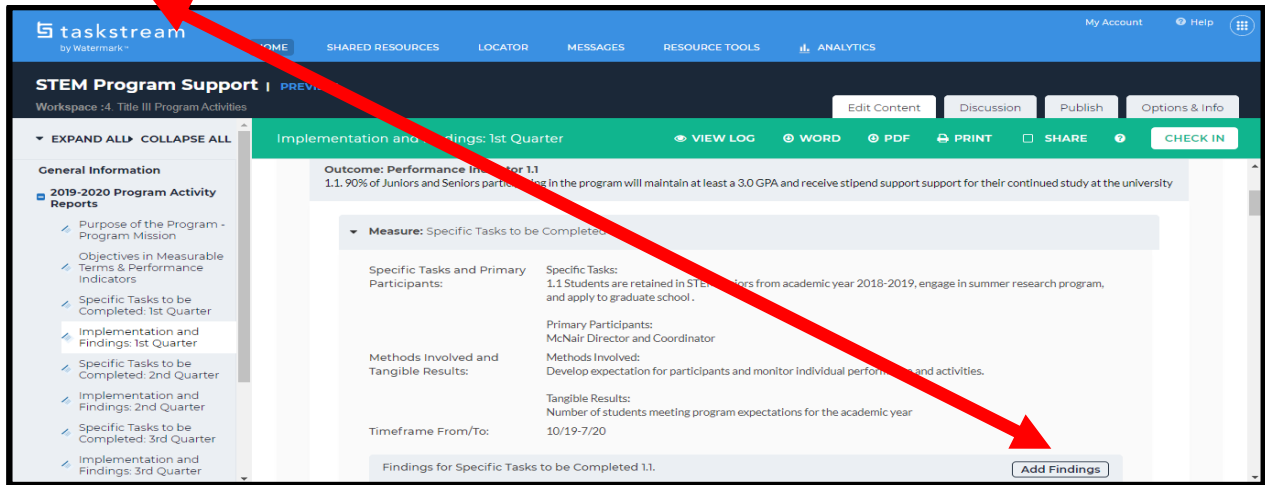 taskstream
by Watermark™
My Account Help
HOME SHARED RESOURCES LOCATOR MESSAGES RESOURCE TOOLS ANALYTICS
STEM Program Support |
Workspace :4. Title III Program Activities
Edit Content Discussion Publish Options & Info
EXPAND ALL COLLAPSE ALL
Implementation and Findings: 1st Quarter VIEW LOG WORD PDF PRINT SHARE ? CHECK IN
General Information
2019-2020 Program Activity
Reports
Purpose of the Program -
Program Mission
Objectives in Measurable
Terms & Performance
Indicators
Specific Tasks to be
Completed: 1st Quarter
Implementation and
Findings: 1st Quarter
Specific Tasks to be
Completed: 2nd Quarter
Implementation and
Findings: 2nd Quarter
Specific Tasks to be
Completed: 3rd Quarter
Implementation and
Findings: 3rd Quarter
Outcome: Performance Indicator 1.1
1.1. 90% of Juniors and Seniors participating in the program will maintain at least a 3.0 GPA and receive stipend support support for their continued study at the university
Measure: Specific Tasks to be Completed
Specific Tasks and Primary
Participants:
Specific Tasks:
1.1 Students are retained in STEM majors from academic year 2018-2019, engage in summer research program,
and apply to graduate school .
Primary Participants:
McNair Director and Coordinator
Methods Involved and
Tangible Results:
Methods Involved:
Develop expectation for participants and monitor individual performance and activities.
Tangible Results:
Number of students meeting program expectations for the academic year
Timeframe From/To: 10/19-7/20
Findings for Specific Tasks to be Completed 1.1.
Add Findings